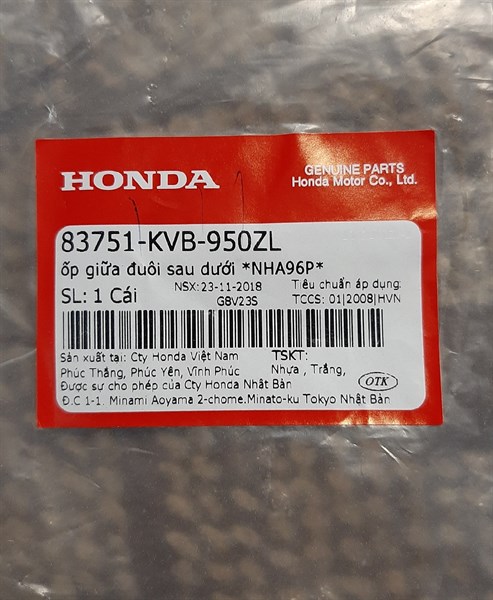 HONDA
GENUINE PARTS
Honda Motor Co., Ltd.
83751-KVB-950ZL
ốp giữa đuôi sau dưới *NHA96P*
SL: 1 Cái
NSX: 23-11-2018
G8V23S
Tiêu chuẩn áp dụng:
TCCS: 01|2008|HVN
Sản xuất tại: Cty Honda Việt Nam
Phúc Thắng, Phúc Yên, Vĩnh Phúc
Được sự cho phép của Cty Honda Nhật Bản
Đ.C 1-1. Minami Aoyama 2-chome.Minato-ku Tokyo Nhật Bản
TSKT:
Nhựa , Trắng,
OTK